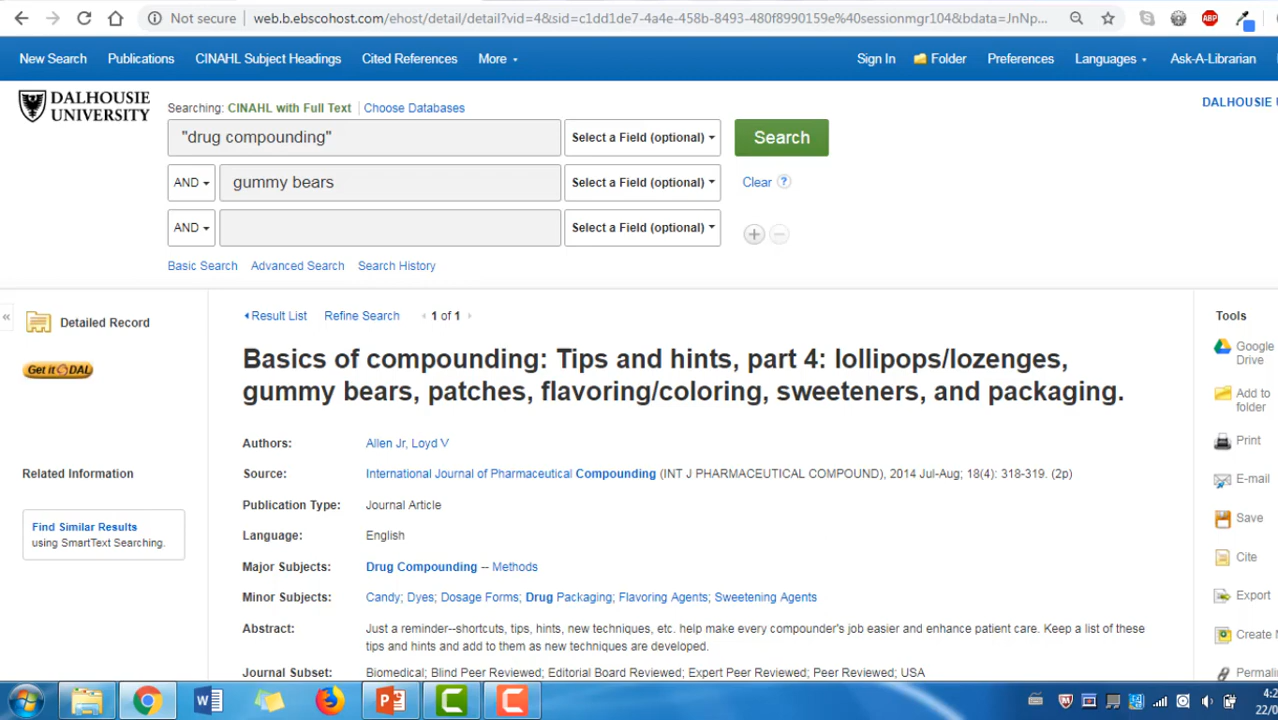 Not secure web.b.ebscohost.com/ehost/detail/detail?vid=4&sid=c1dd1de7-4a4e-458b-8493-480f8990159e%40sessionmgr104&bdata=JnNp...
ABP
New Search Publications CINAHL Subject Headings Cited References More Sign In Folder Preferences Languages Ask-A-Librarian
DALHOUSIE UNIVERSITY
Searching: CINAHL with Full Text Choose Databases
DALHOUSIE U
"drug compounding" Select a Field (optional) Search
AND gummy bears Select a Field (optional) Clear ?
AND Select a Field (optional)
Basic Search Advanced Search Search History
« Detailed Record
Get it @DAL
Related Information
Find Similar Results
using SmartText Searching.
Result List Refine Search 1 of 1
Basics of compounding: Tips and hints, part 4: lollipops/lozenges,
gummy bears, patches, flavoring/coloring, sweeteners, and packaging.
Authors: Allen Jr, Loyd V
Source: International Journal of Pharmaceutical Compounding (INT J PHARMACEUTICAL COMPOUND), 2014 Jul-Aug; 18(4): 318-319. (2p)
Publication Type: Journal Article
Language: English
Major Subjects: Drug Compounding -- Methods
Minor Subjects: Candy; Dyes; Dosage Forms; Drug Packaging; Flavoring Agents; Sweetening Agents
Abstract: Just a reminder--shortcuts, tips, hints, new techniques, etc. help make every compounder's job easier and enhance patient care. Keep a list of these
tips and hints and add to them as new techniques are developed.
Journal Subset: Biomedical; Blind Peer Reviewed; Editorial Board Reviewed; Expert Peer Reviewed; Peer Reviewed; USA
Tools
Google
Drive
Add to
folder
Print
E-mail
Save
Cite
Export
Create N
Permalin
4:2
22/0